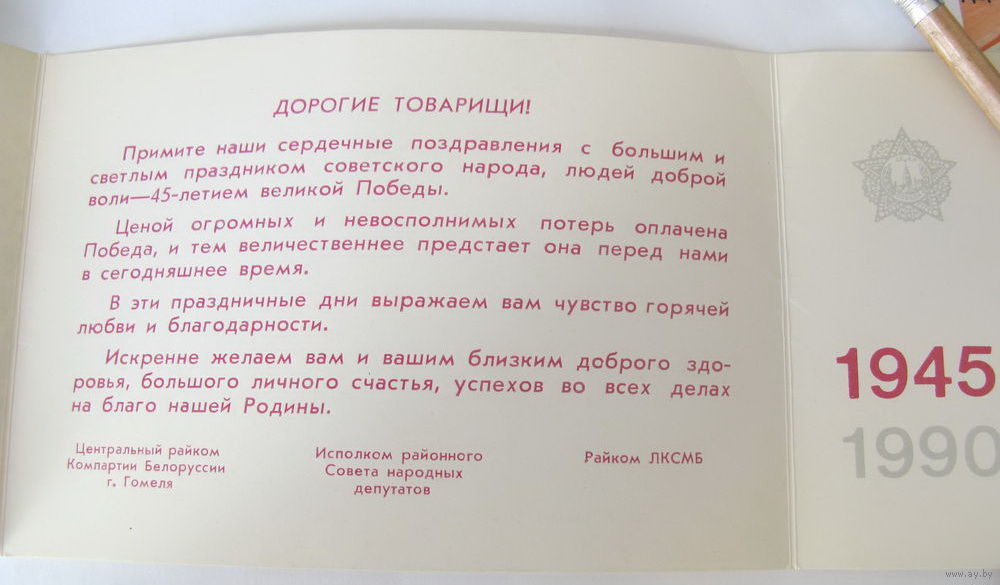 ДОРОГИЕ ТОВАРИЩИ!
Примите наши сердечные поздравления с большим и
светлым праздником советского народа, людей доброй
воли—45-летием великой Победы.
Ценой огромных и невосполнимых потерь оплачена
Победа, и тем величественнее предстает она перед нами
в сегодняшнее время.
В эти праздничные дни выражаем вам чувство горячей
любви и благодарности.
Искренне желаем вам и вашим близким доброго здо-
ровья, большого личного счастья, успехов во всех делах
на благо нашей Родины.
Центральный райком
Компартии Белоруссии
г. Гомеля
Исполком районного
Совета народных
депутатов
Райком ЛКСМБ
1945
1990
www.ay.by